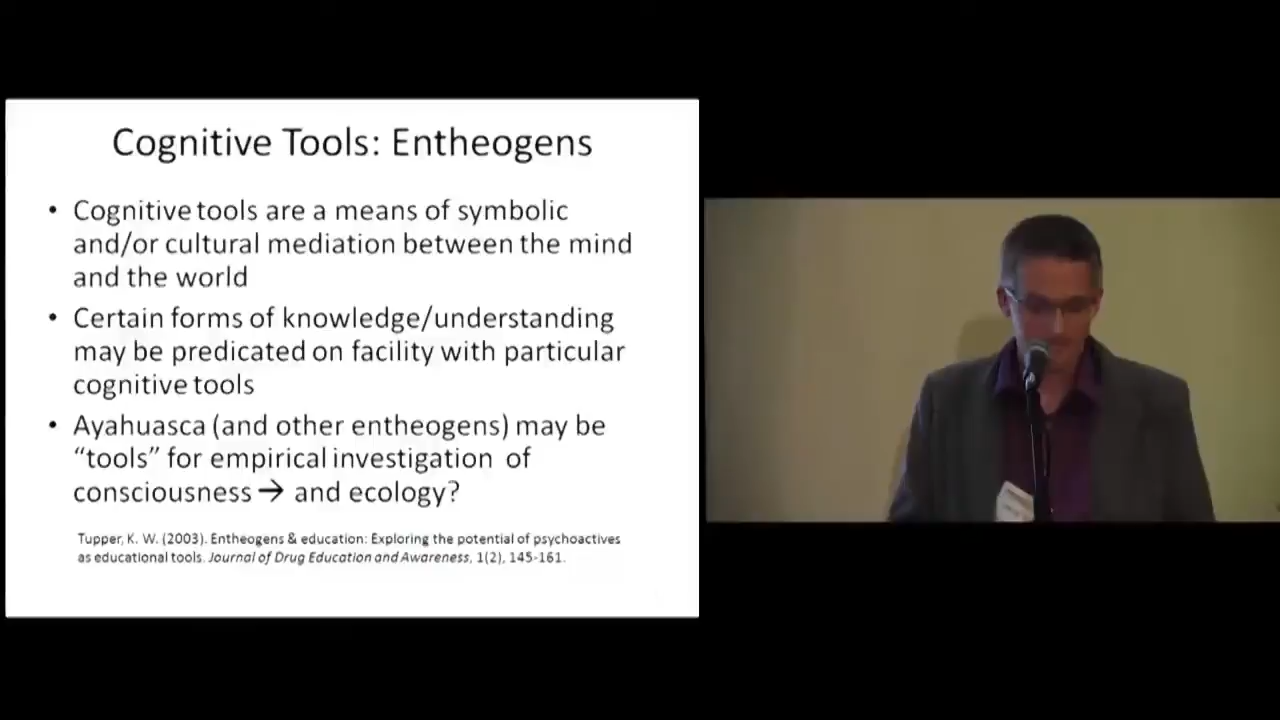 Cognitive Tools: Entheogens
• Cognitive tools are a means of symbolic
and/or cultural mediation between the mind
and the world
• Certain forms of knowledge/understanding
may be predicated on facility with particular
cognitive tools
• Ayahuasca (and other entheogens) may be
“tools” for empirical investigation of
consciousness → and ecology?
Tupper, K. W. (2003). Entheogens & education: Exploring the potential of psychoactives
as educational tools. Journal of Drug Education and Awareness, 1(2), 145-161.